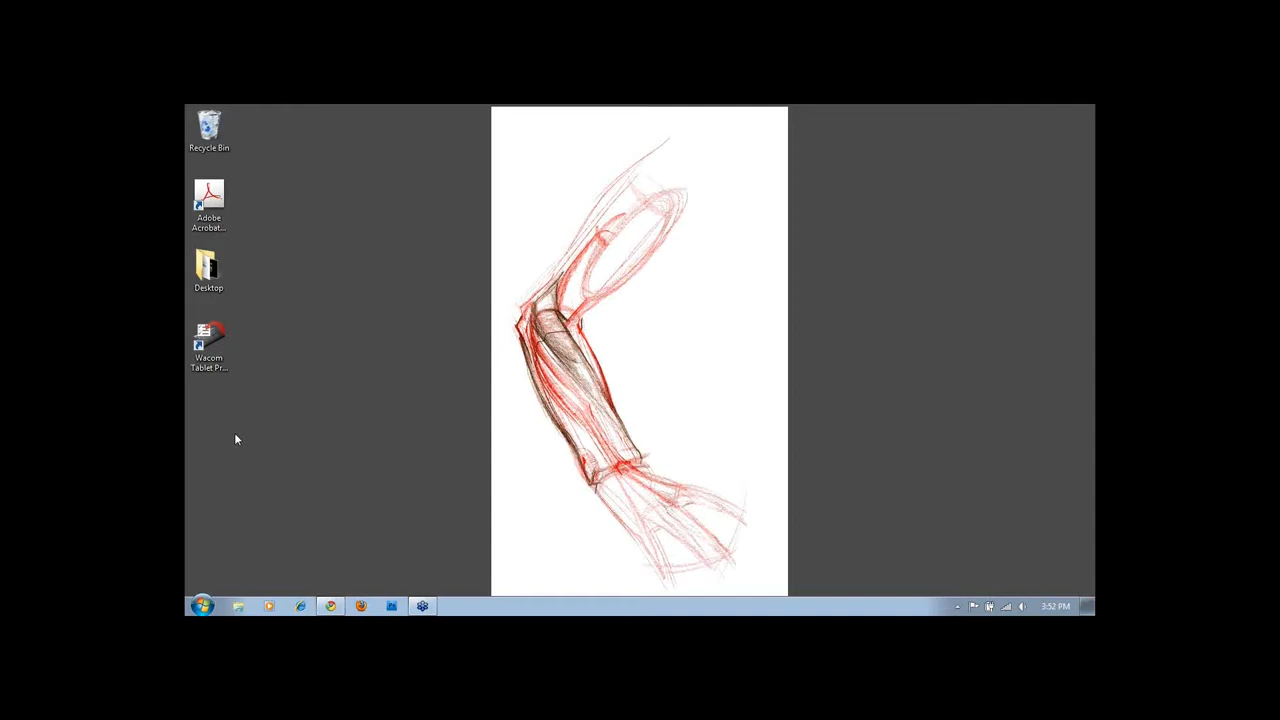 Recycle Bin
Adobe
Acrobat...
Desktop
Wacom
Tablet Pr...
3:52 PM